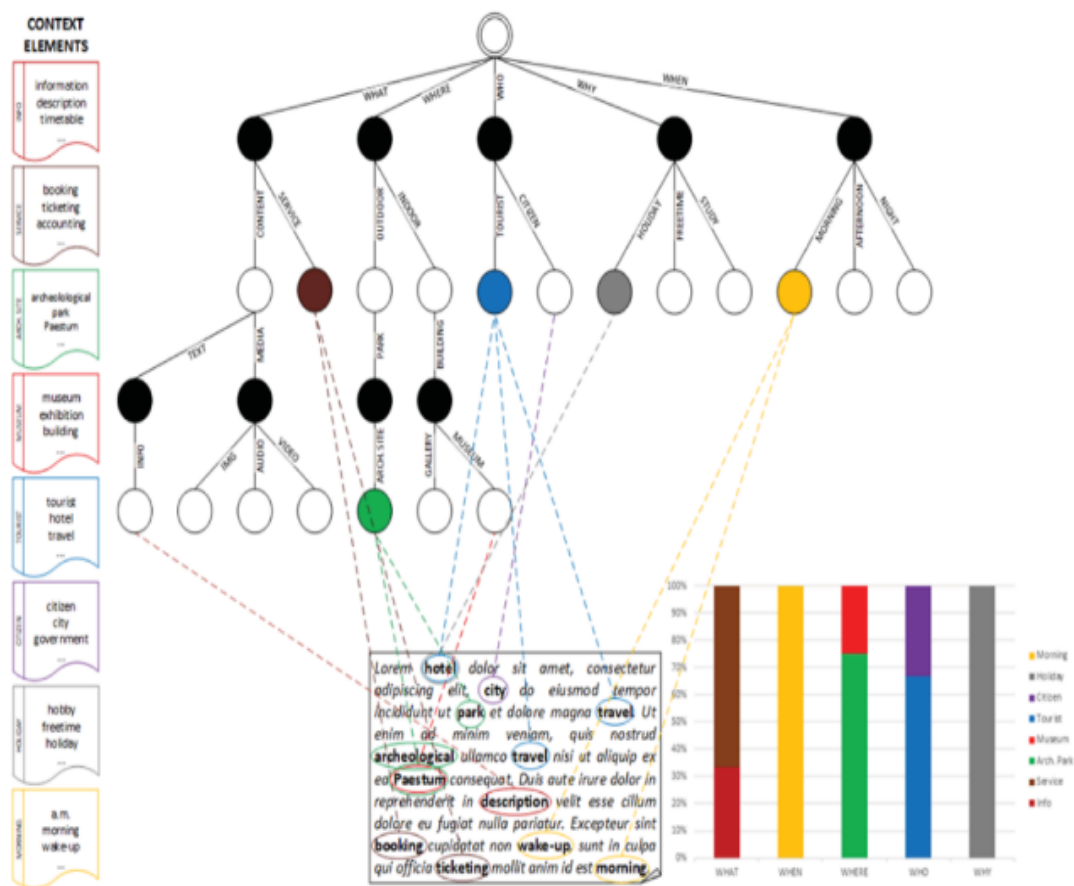 CONTEXT
ELEMENTS
INFO
information
description
timetable
...
SERVICE
booking
ticketing
accounting
...
ARCH. SITE
archeolological
park
Paestum
...
MUSEUM
museum
exhibition
building
...
TOURIST
tourist
hotel
travel
...
CITIZEN
citizen
city
government
...
HOLIDAY
hobby
freetime
holiday
...
MORNING
a.m.
morning
wake-up
...
WHAT
WHERE
WHO
WHY
WHEN
CONTENT
SERVICE
OUTDOOR
INDOOR
TOURIST
CITIZEN
HOLIDAY
FREETIME
STUDY
MORNING
AFTERNOON
NIGHT
TEXT
MEDIA
PARK
BUILDING
INFO
IMG
AUDIO
VIDEO
ARCH. SITE
GALLERY
MUSEUM
Lorem hotel dolor sit amet, consectetur
adipiscing elit, city do eiusmod tempor
incididunt ut park et dolore magna travel. Ut
enim ad minim veniam, quis nostrud
archeological ullamco travel nisi ut aliquip ex
ea Paestum consequat. Duis aute irure dolor in
reprehenderit in description velit esse cillum
dolore eu fugiat nulla pariatur. Excepteur sint
booking cupidatat non wake-up, sunt in culpa
qui officia ticketing mollit anim id est morning
100%
90%
80%
70%
60%
50%
40%
30%
20%
10%
0%
WHAT WHEN WHERE WHO WHY
Morning
Holiday
Citizen
Tourist
Museum
Arch. Park
Service
Info